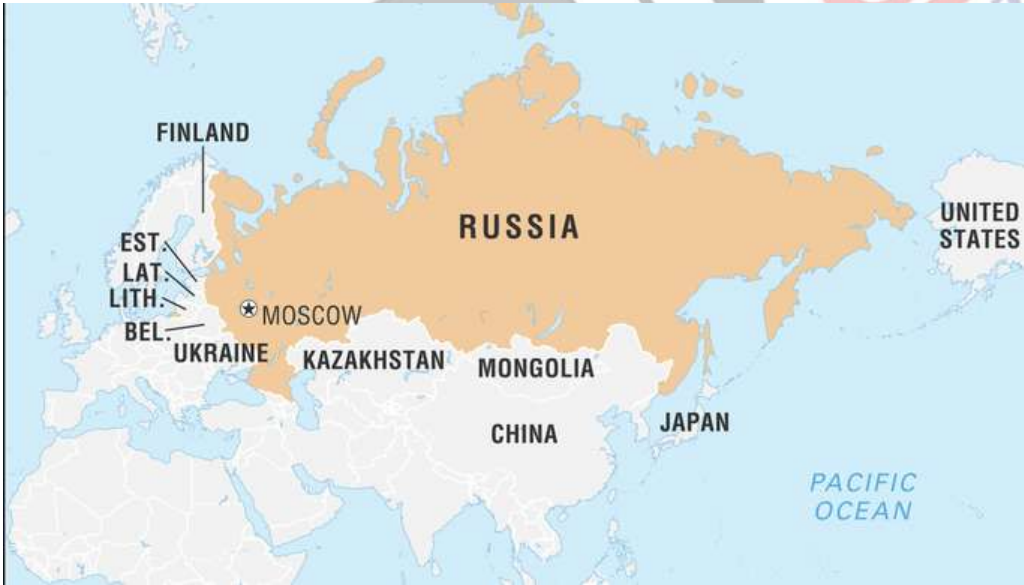 FINLAND
RUSSIA
UNITED
STATES
EST.
LAT.
LITH.
BEL.
MOSCOW
UKRAINE
KAZAKHSTAN
MONGOLIA
CHINA
JAPAN
PACIFIC
OCEAN